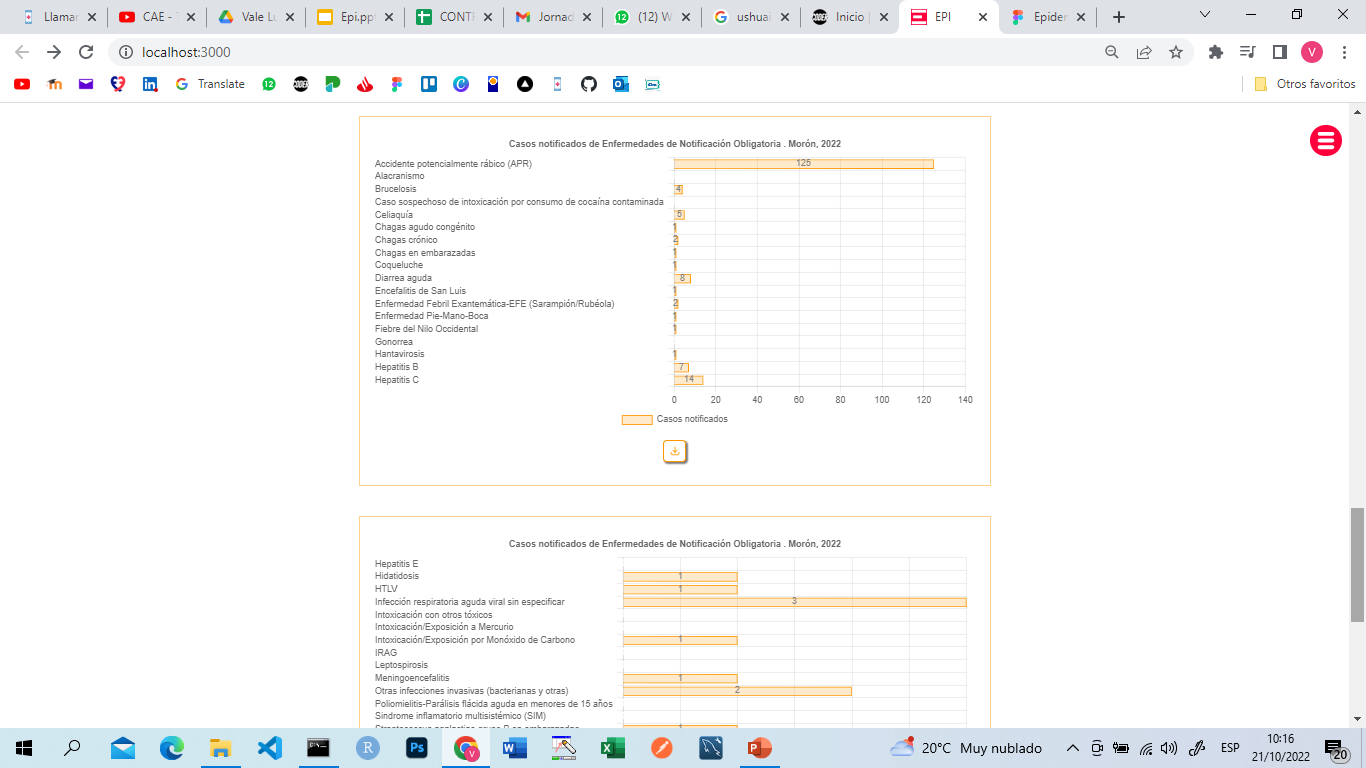 Llamar
CAE - 
Vale Lu
Epi.ppt
CONTR
Jornad
(12) W
ushuai
Inicio |
EPI
Epider
localhost:3000
V
Translate
Otros favoritos
Casos notificados de Enfermedades de Notificación Obligatoria . Morón, 2022
Accidente potencialmente rábico (APR) 125
Alacranismo
Brucelosis 4
Caso sospechoso de intoxicación por consumo de cocaína contaminada
Celiaquía 5
Chagas agudo congénito 1
Chagas crónico 2
Chagas en embarazadas 1
Coqueluche 1
Diarrea aguda 8
Encefalitis de San Luis 1
Enfermedad Febril Exantemática-EFE (Sarampión/Rubéola) 2
Enfermedad Pie-Mano-Boca 1
Fiebre del Nilo Occidental 1
Gonorrea
Hantavirosis 1
Hepatitis B 7
Hepatitis C 14
0 20 40 60 80 100 120 140
Casos notificados
Casos notificados de Enfermedades de Notificación Obligatoria . Morón, 2022
Hepatitis E
Hidatidosis 1
HTLV 1
Infección respiratoria aguda viral sin especificar 3
Intoxicación con otros tóxicos
Intoxicación/Exposición a Mercurio
Intoxicación/Exposición por Monóxido de Carbono 1
IRAG
Leptospirosis
Meningoencefalitis 1
Otras infecciones invasivas (bacterianas y otras) 2
Poliomielitis-Parálisis flácida aguda en menores de 15 años
Sindrome inflamatorio multisistémico (SIM)
20°C Muy nublado
ESP
10:16
21/10/2022
20